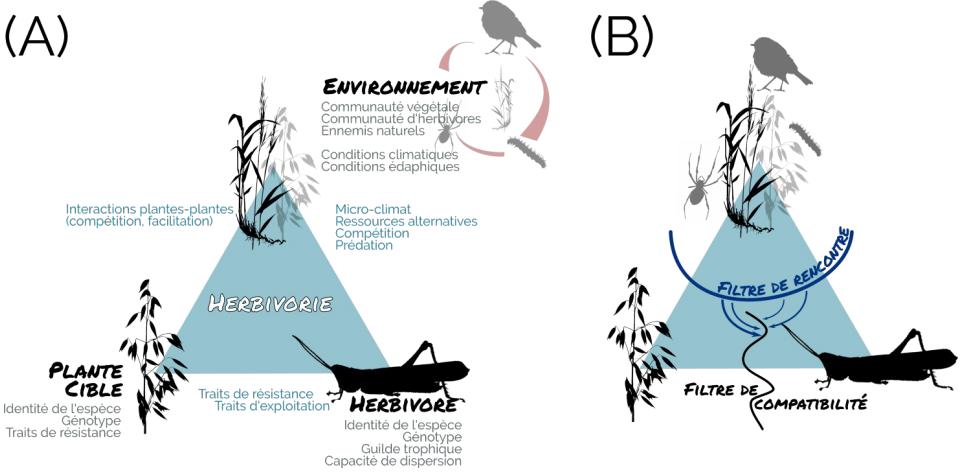 (A)
ENVIRONNEMENT
Communauté végétale
Communauté d'herbivores
Ennemis naturels
Conditions climatiques
Conditions édaphiques
Interactions plantes-plantes
(compétition, facilitation)
Micro-climat
Ressources alternatives
Compétition
Prédation
HERBIVORIE
PLANTE
CIBLE
Identité de l'espèce
Génotype
Traits de résistance
Traits de résistance
Traits d'exploitation
HERBIVORE
Identité de l'espèce
Génotype
Guilde trophique
Capacité de dispersion
(B)
FILTRE DE RENCONTRE
FILTRE DE
COMPATIBILITÉ